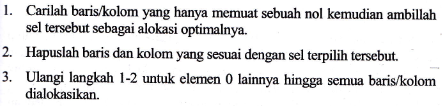 1. Carilah baris/kolom yang hanya memuat sebuah nol kemudian ambillah
sel tersebut sebagai alokasi optimalnya.
2. Hapuslah baris dan kolom yang sesuai dengan sel terpilih tersebut.
3. Ulangi langkah 1-2 untuk elemen 0 lainnya hingga semua baris/kolom
dialokasikan.